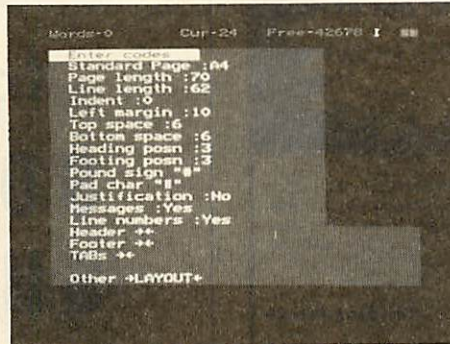 Words-0 Cur-24 Free-42678 I
Enter codes
Standard Page :A4
Page length :70
Line length :62
Indent :0
Left margin :10
Top space :6
Bottom space :6
Heading posn :3
Footing posn :3
Pound sign "
Pad char "
Justification :No
Messages :Yes
Line numbers :Yes
Header →←
Footer →←
TABs →←
Other →LAYOUT←